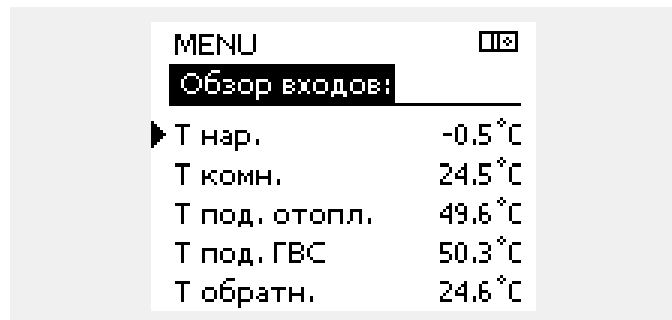 MENU
Обзор входов:
Т нар. -0.5°C
Т комн. 24.5°C
Т под. отопл. 49.6°C
Т под. ГВС 50.3°C
Т обратн. 24.6°C